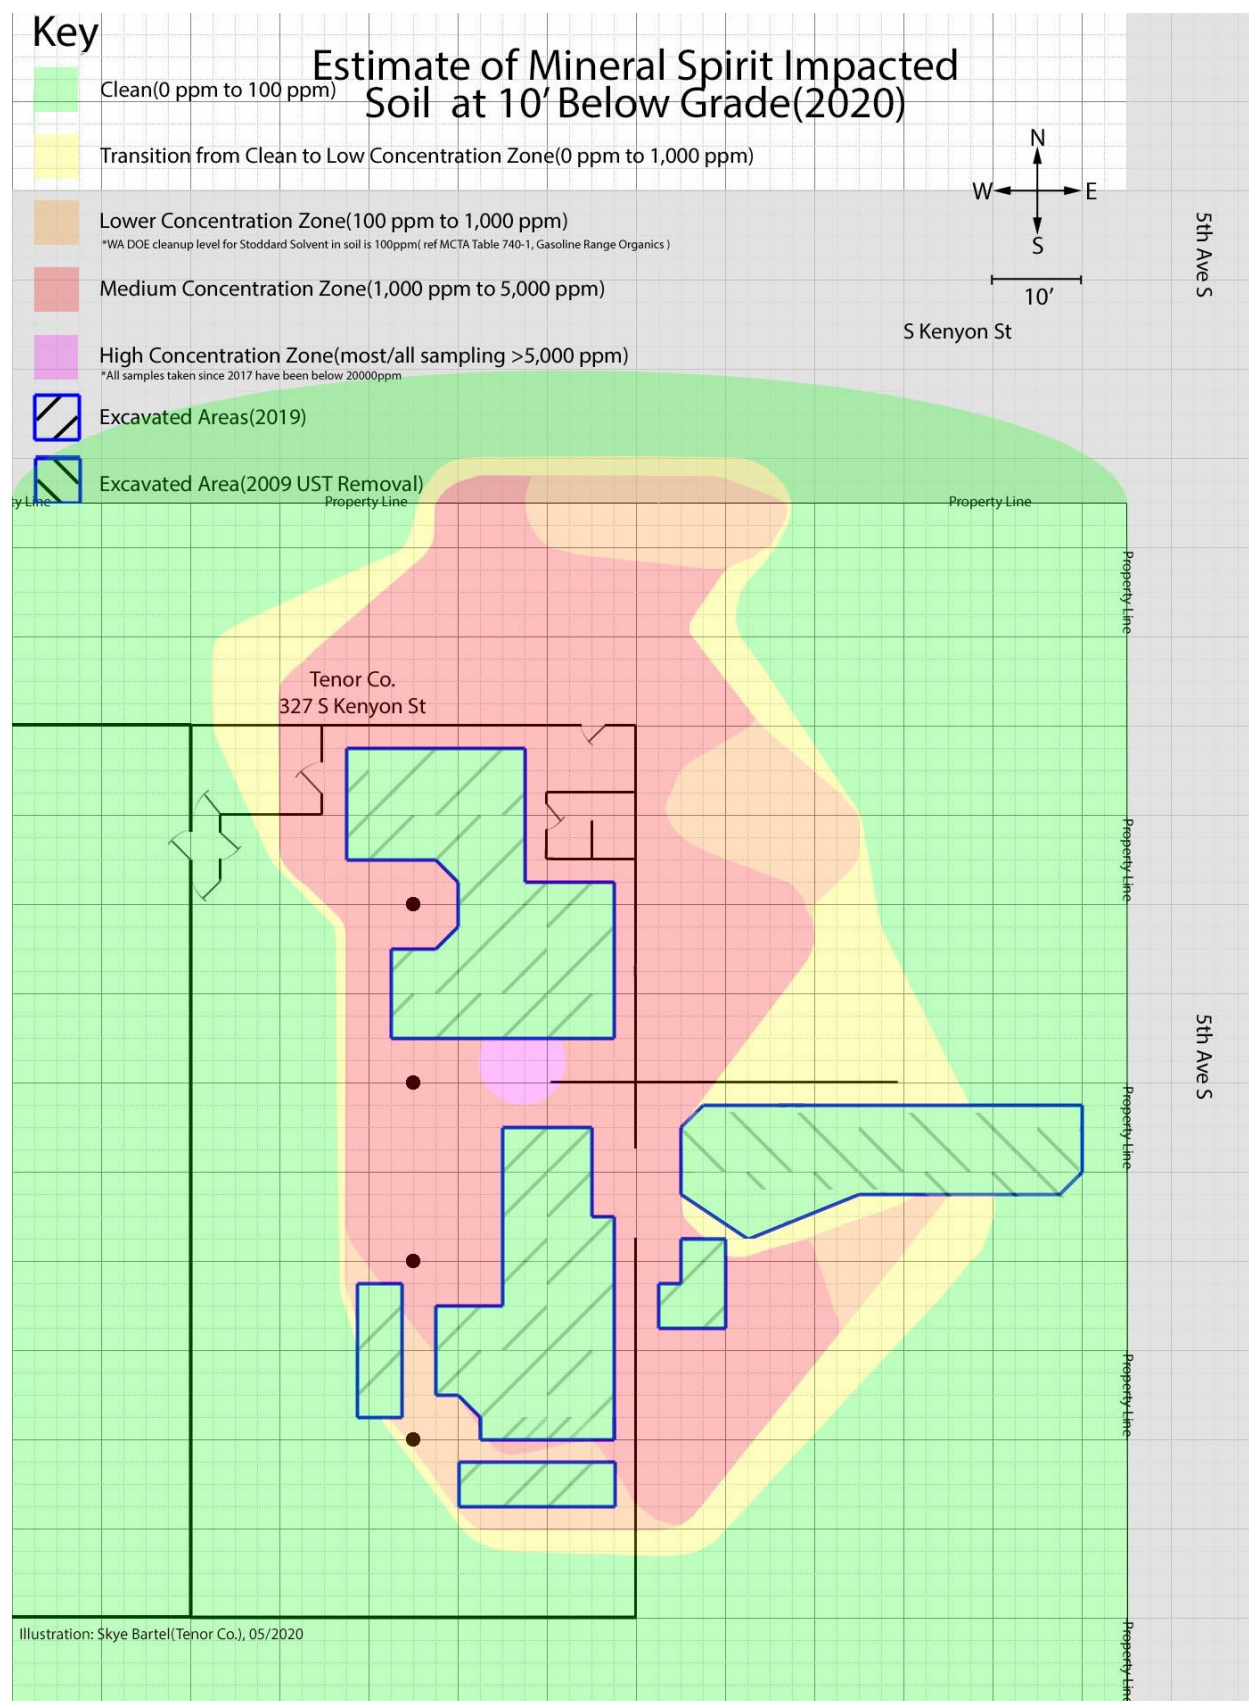 Key
Estimate of Mineral Spirit Impacted
Soil at 10' Below Grade(2020)
Clean(0 ppm to 100 ppm)
Transition from Clean to Low Concentration Zone(0 ppm to 1,000 ppm)
Lower Concentration Zone(100 ppm to 1,000 ppm)
*WA DOE cleanup level for Stoddard Solvent in soil is 100ppm( ref MCTA Table 740-1, Gasoline Range Organics )
Medium Concentration Zone(1,000 ppm to 5,000 ppm)
High Concentration Zone(most/all sampling >5,000 ppm)
*All samples taken since 2017 have been below 20000ppm
Excavated Areas(2019)
Excavated Area(2009 UST Removal)
N
W E
S
10'
S Kenyon St
5th Ave S
ty Line
Property Line
Property Line
Property Line
Tenor Co.
327 S Kenyon St
Property Line
5th Ave S
Property Line
Property Line
Property Line
Illustration: Skye Bartel(Tenor Co.), 05/2020